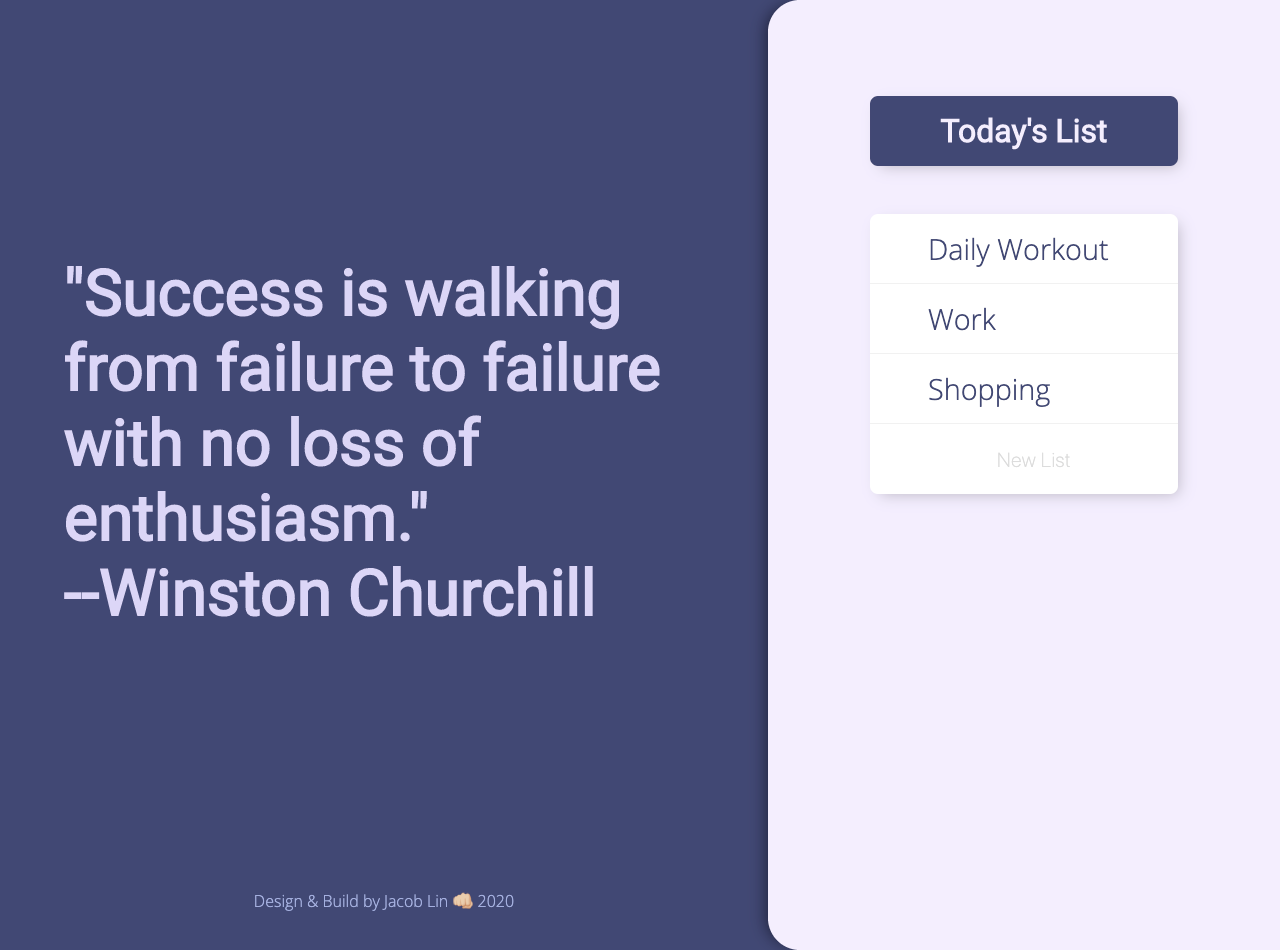 "Success is walking
from failure to failure
with no loss of
enthusiasm."
--Winston Churchill
Design & Build by Jacob Lin 👊🏼 2020
Today's List
Daily Workout
Work
Shopping
New List